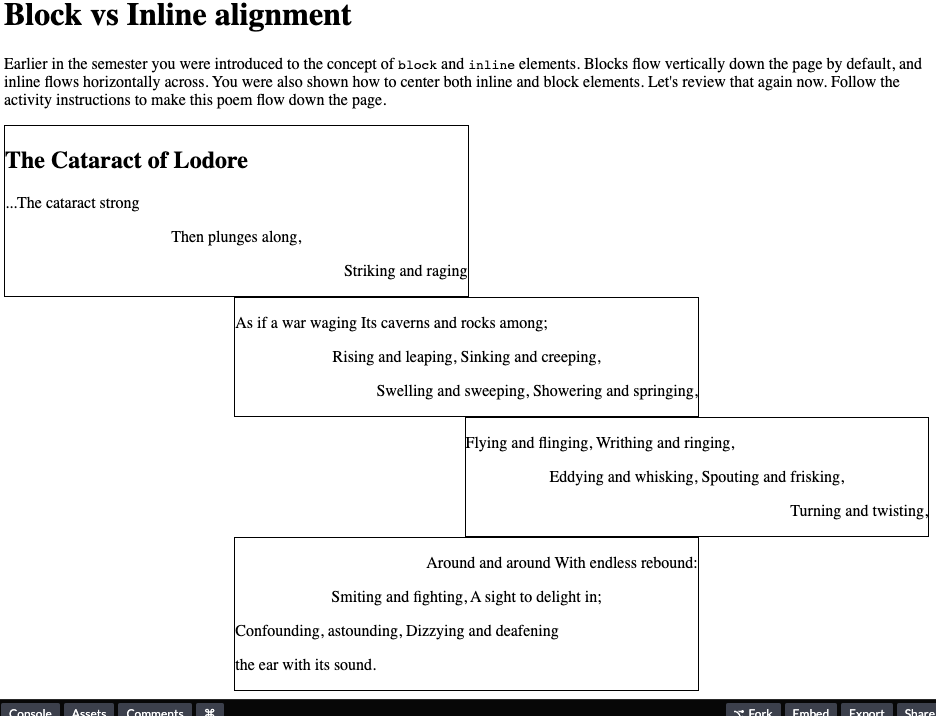 Block vs Inline alignment
Earlier in the semester you were introduced to the concept of block and inline elements. Blocks flow vertically down the page by default, and
inline flows horizontally across. You were also shown how to center both inline and block elements. Let's review that again now. Follow the
activity instructions to make this poem flow down the page.
The Cataract of Lodore
...The cataract strong
Then plunges along,
Striking and raging
As if a war waging Its caverns and rocks among;
Rising and leaping, Sinking and creeping,
Swelling and sweeping, Showering and springing,
Flying and flinging, Writhing and ringing,
Eddying and whisking, Spouting and frisking,
Turning and twisting,
Around and around With endless rebound:
Smiting and fighting, A sight to delight in;
Confounding, astounding, Dizzying and deafening
the ear with its sound.
Console Assets Comments ⌘ Fork Embed Export Share